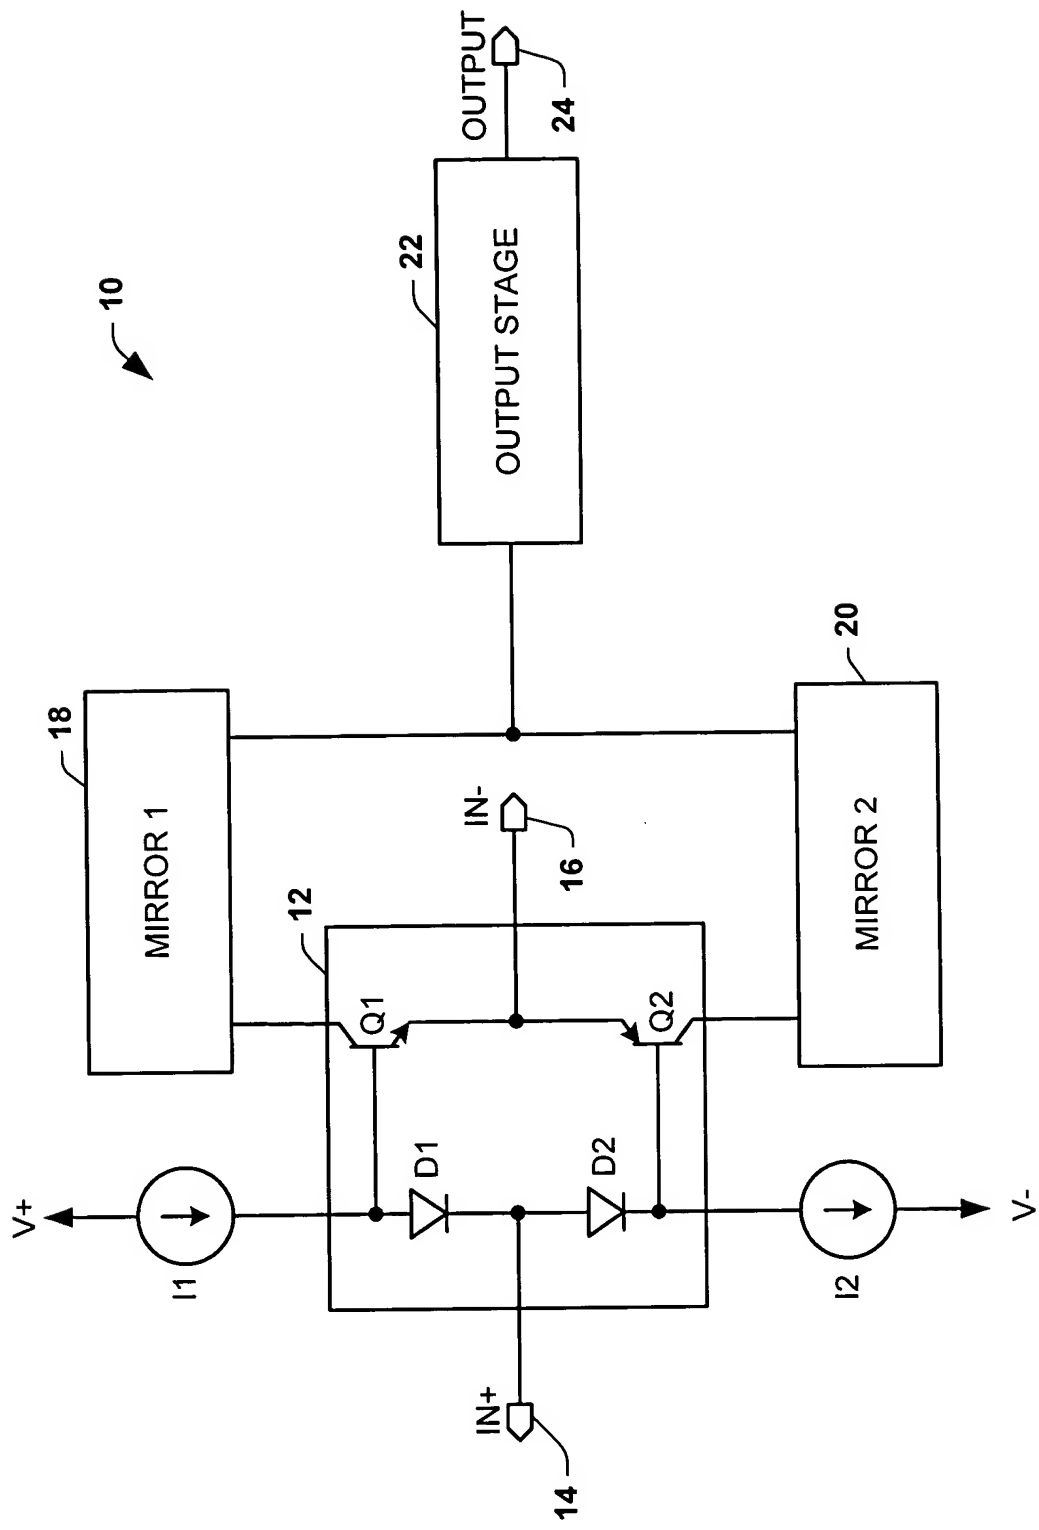 10
V+
I1
18
MIRROR 1
12
Q1
D1
IN+
14
IN-
16
22
OUTPUT STAGE
OUTPUT
24
D2
Q2
I2
V-
MIRROR 2
20